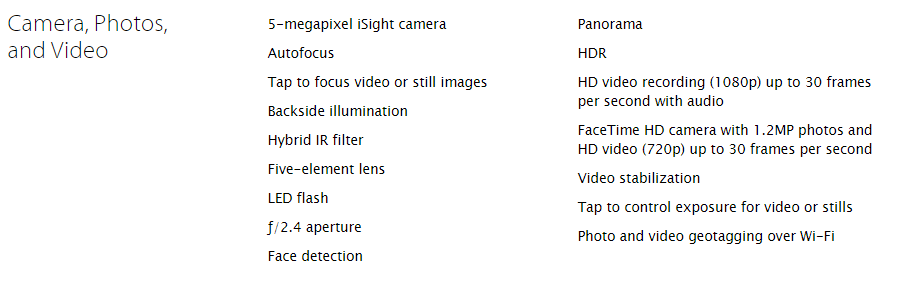 Camera, Photos,
and Video
5-megapixel iSight camera
Autofocus
Tap to focus video or still images
Backside illumination
Hybrid IR filter
Five-element lens
LED flash
ƒ/2.4 aperture
Face detection
Panorama
HDR
HD video recording (1080p) up to 30 frames
per second with audio
FaceTime HD camera with 1.2MP photos and
HD video (720p) up to 30 frames per second
Video stabilization
Tap to control exposure for video or stills
Photo and video geotagging over Wi-Fi